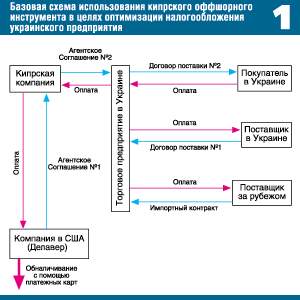 Базовая схема использования кипрского оффшорного
инструмента в целях оптимизации налогообложения
украинского предприятия
1
Агентское
Соглашение №2
Договор поставки №2
Кипрская
компания
Оплата
Торговое предприятие в Украине
Оплата
Покупатель
в Украине
Оплата
Агентское
Соглашение №1
Оплата
Договор поставки №1
Поставщик
в Украине
Оплата
Импортный контракт
Поставщик
за рубежом
Компания в США
(Делавер)
Обналичивание
с помощью
платежных карт